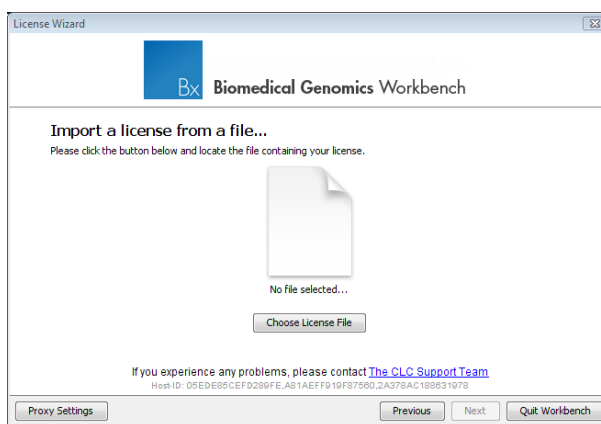 License Wizard
Bx Biomedical Genomics Workbench
Import a license from a file...
Please click the button below and locate the file containing your license.
No file selected...
Choose License File
If you experience any problems, please contact The CLC Support Team
Host-ID: D5EDE85CEFD289FE,A81AEFF919F87560,2A378AC188631978
Proxy Settings Previous Next Quit Workbench